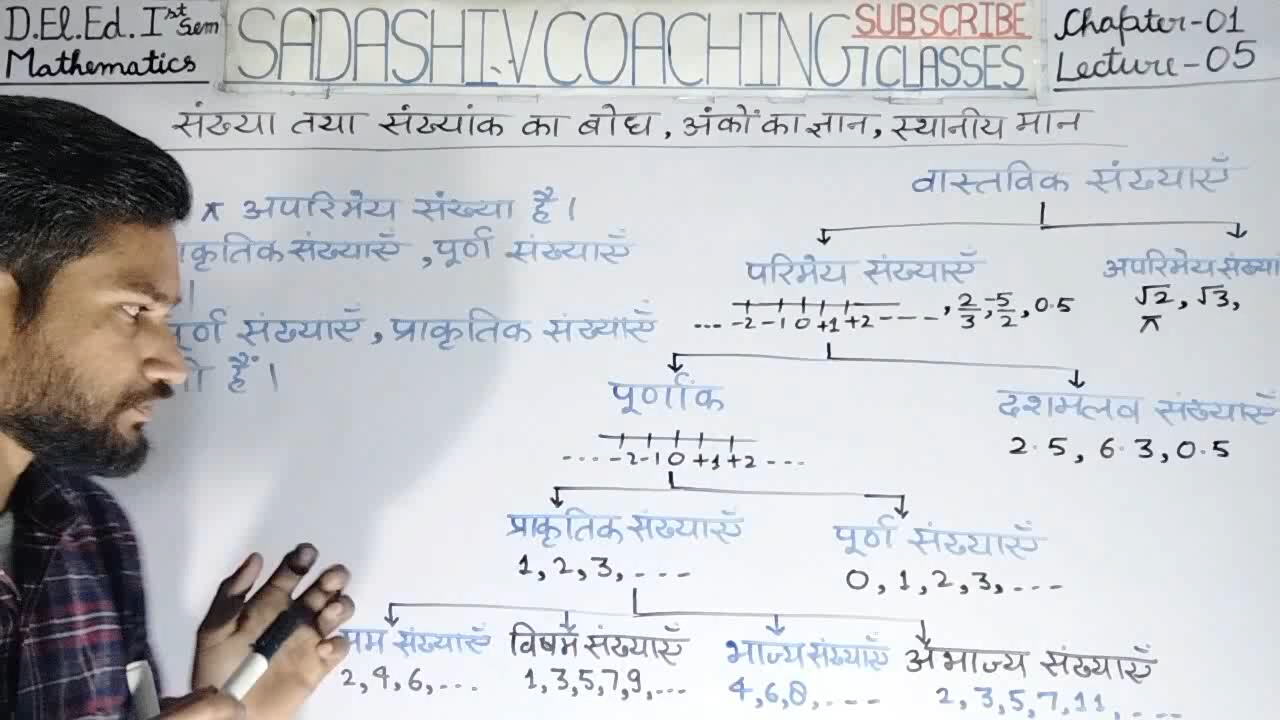 D.El.Ed. Ist Sem
Mathematics
SADASHIV COACHING CLASSES
SUBSCRIBE
Chapter-01
Lecture-05
संख्या तथा संख्यांक का बोध, अंकों का ज्ञान, स्थानीय मान
π अपरिमेय संख्या है।
संख्याएँ, पूर्ण संख्याएँ
संख्याएँ, प्राकृतिक संख्याएँ
हैं।
वास्तविक संख्याएँ
परिमेय संख्याएँ
... -2 -1 0 +1 +2 ----, 2/3, -5/2, 0.5
अपरिमेय संख्या
√2, √3,
π
पूर्णांक
.... -2 -1 0 +1 +2 ...
दशमलव संख्याएँ
2.5, 6.3, 0.5
प्राकृतिक संख्याएँ
1, 2, 3, ----
पूर्ण संख्याएँ
0, 1, 2, 3, ----
सम संख्याएँ
2, 4, 6, ...
विषम संख्याएँ
1, 3, 5, 7, 9, ...
भाज्य संख्याएँ
4, 6, 8, ----
अभाज्य संख्याएँ
2, 3, 5, 7, 11, ----